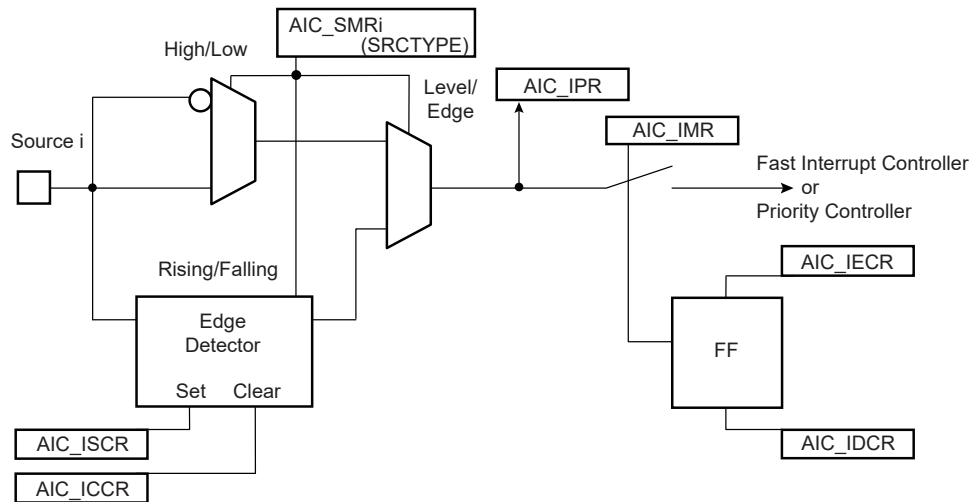 AIC_SMRi
(SRCTYPE)
High/Low
Level/
Edge
AIC_IPR
AIC_IMR
Source i
Fast Interrupt Controller
or
Priority Controller
Rising/Falling
AIC_IECR
Edge
Detector
FF
Set Clear
AIC_ISCR
AIC_IDCR
AIC_ICCR